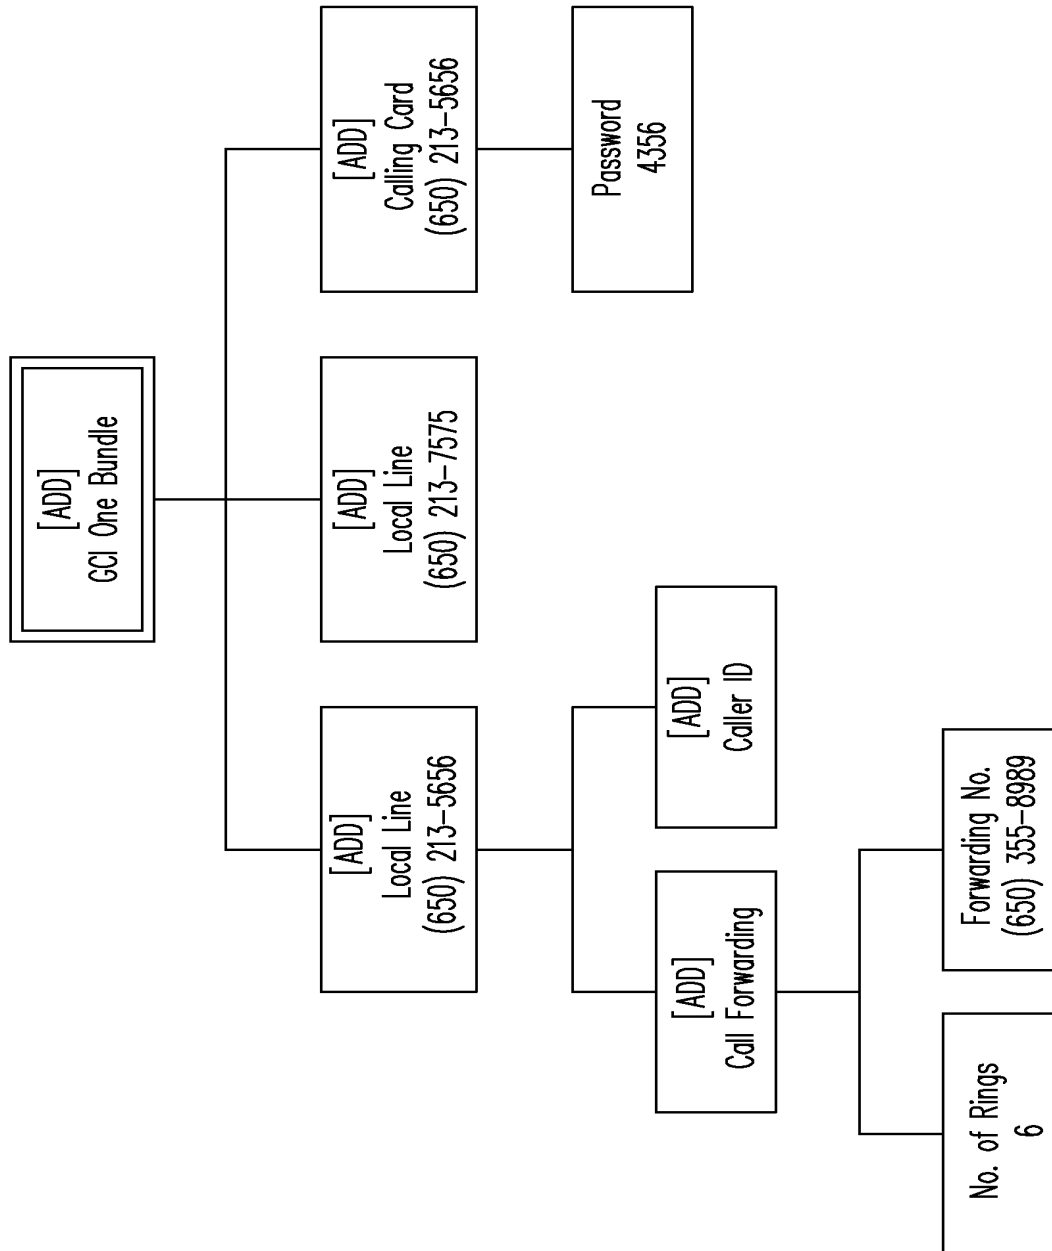 [ADD]
GCI One Bundle
[ADD]
Local Line
(650) 213-5656
[ADD]
Local Line
(650) 213-7575
[ADD]
Calling Card
(650) 213-5656
[ADD]
Call Forwarding
[ADD]
Caller ID
Password
4356
No. of Rings
6
Forwarding No.
(650) 355-8989